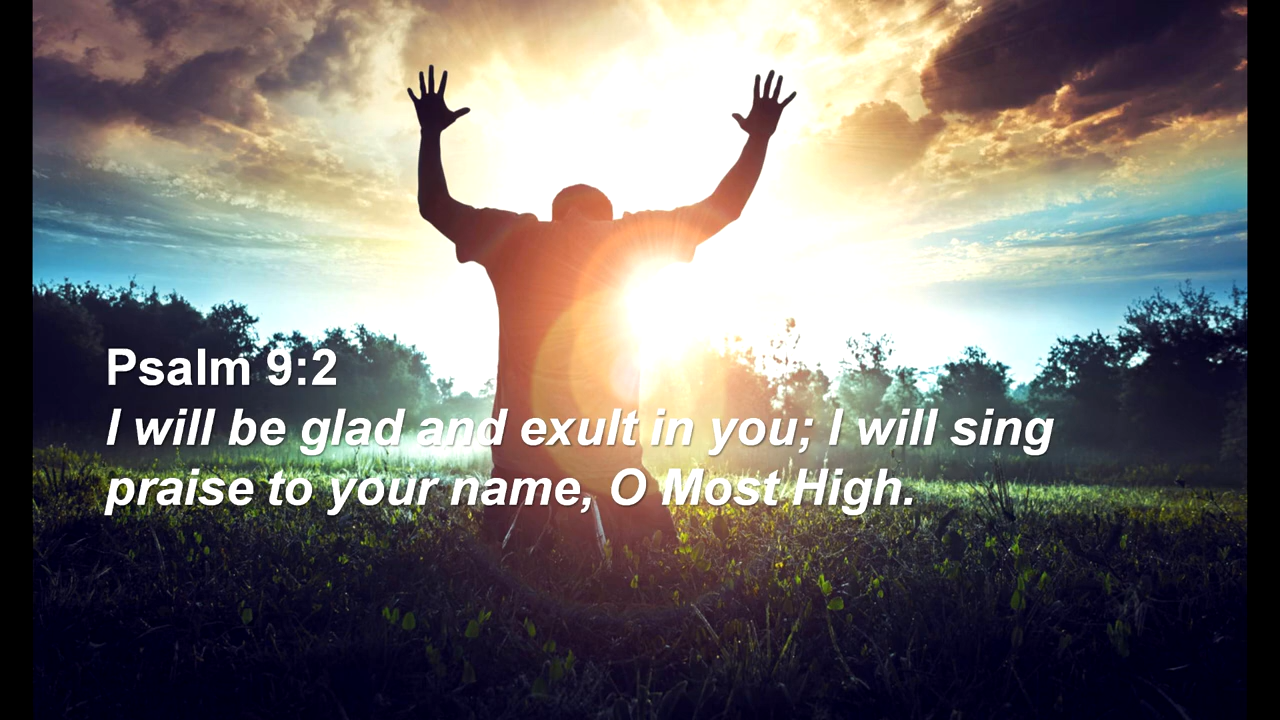 Psalm 9:2
I will be glad and exult in you; I will sing
praise to your name, O Most High.